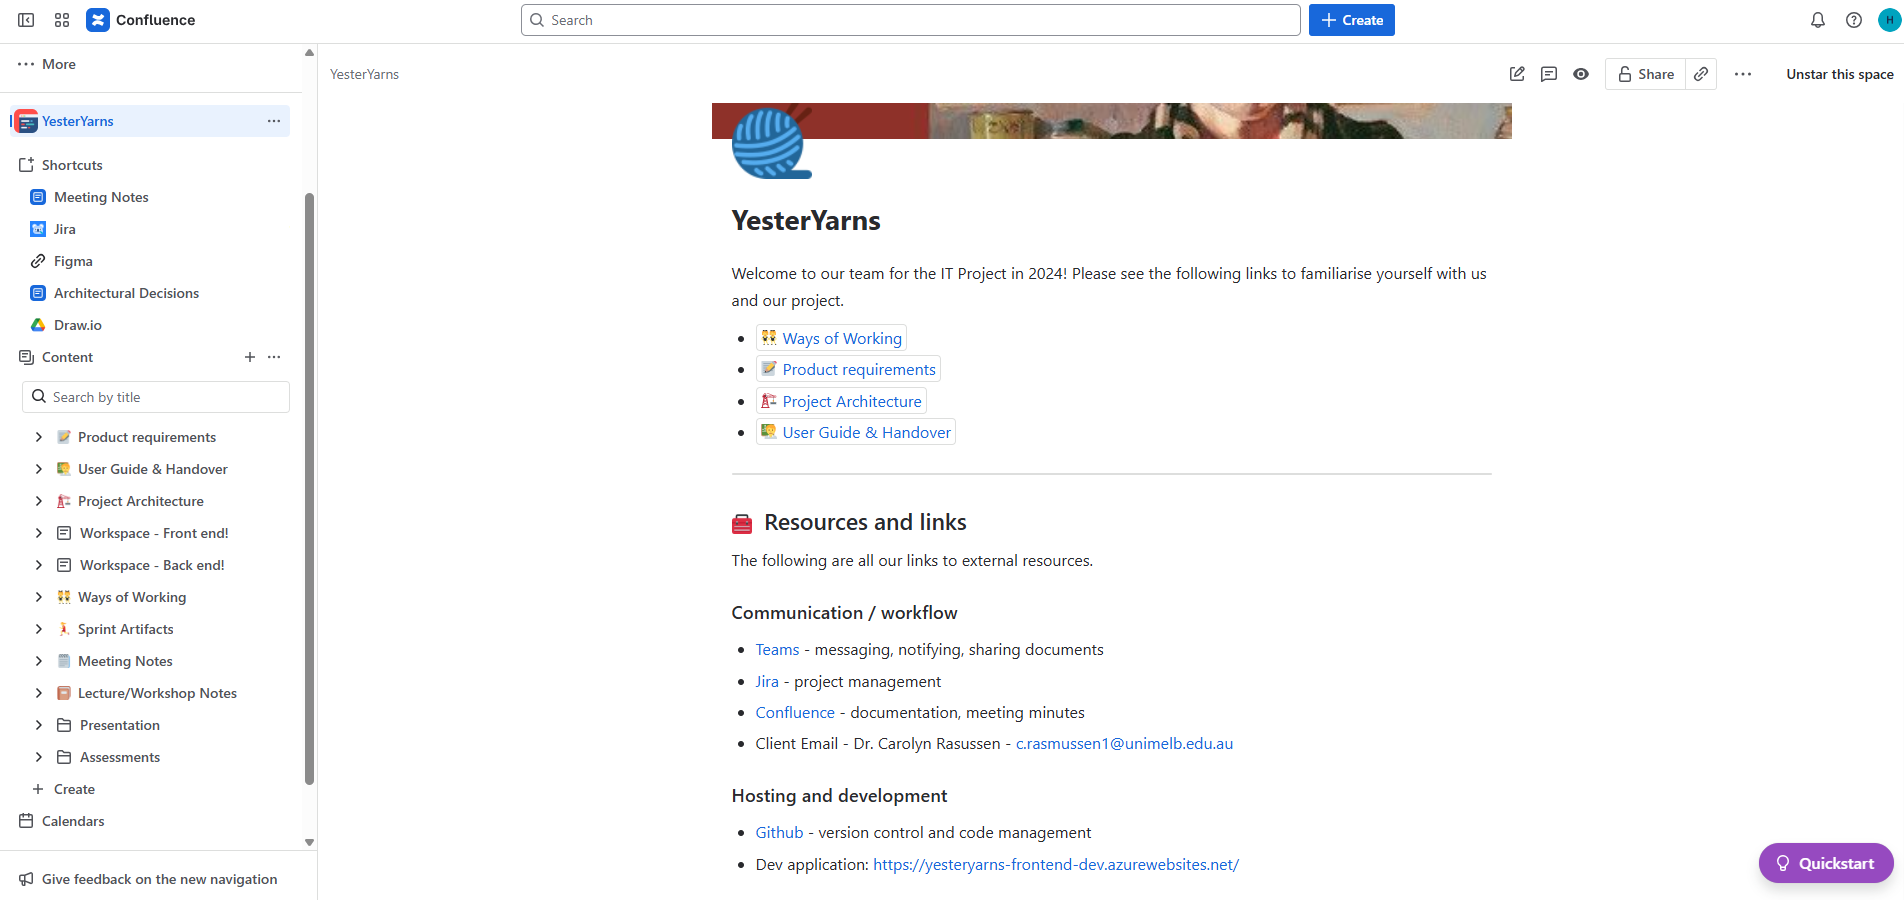 Confluence
Search
Create
H
More
YesterYarns
Shortcuts
Meeting Notes
Jira
Figma
Architectural Decisions
Draw.io
Content
Search by title
Product requirements
User Guide & Handover
Project Architecture
Workspace - Front end!
Workspace - Back end!
Ways of Working
Sprint Artifacts
Meeting Notes
Lecture/Workshop Notes
Presentation
Assessments
Create
Calendars
Give feedback on the new navigation
YesterYarns
Share
Unstar this space
YesterYarns
Welcome to our team for the IT Project in 2024! Please see the following links to familiarise yourself with us
and our project.
Ways of Working
Product requirements
Project Architecture
User Guide & Handover
Resources and links
The following are all our links to external resources.
Communication / workflow
Teams - messaging, notifying, sharing documents
Jira - project management
Confluence - documentation, meeting minutes
Client Email - Dr. Carolyn Rasussen - c.rasmussen1@unimelb.edu.au
Hosting and development
Github - version control and code management
Dev application: https://yesteryarns-frontend-dev.azurewebsites.net/
Quickstart